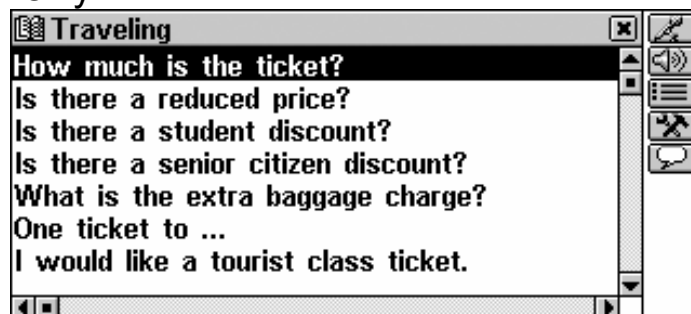 Traveling
How much is the ticket?
Is there a reduced price?
Is there a student discount?
Is there a senior citizen discount?
What is the extra baggage charge?
One ticket to ...
I would like a tourist class ticket.